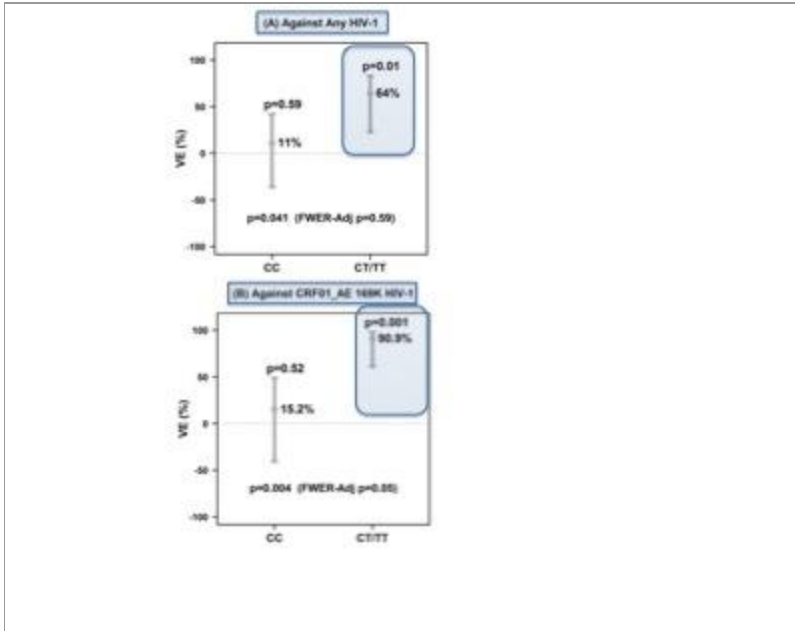 (A) Against Any HIV-1
100
50
0
-50
-100
VE (%)
p=0.59
11%
p=0.01
64%
p=0.041 (FWER-Adj p=0.59)
CC
CT/TT
(B) Against CRF01_AE 169K HIV-1
100
50
0
-50
-100
VE (%)
p=0.52
15.2%
p=0.001
90.9%
p=0.004 (FWER-Adj p=0.05)
CC
CT/TT